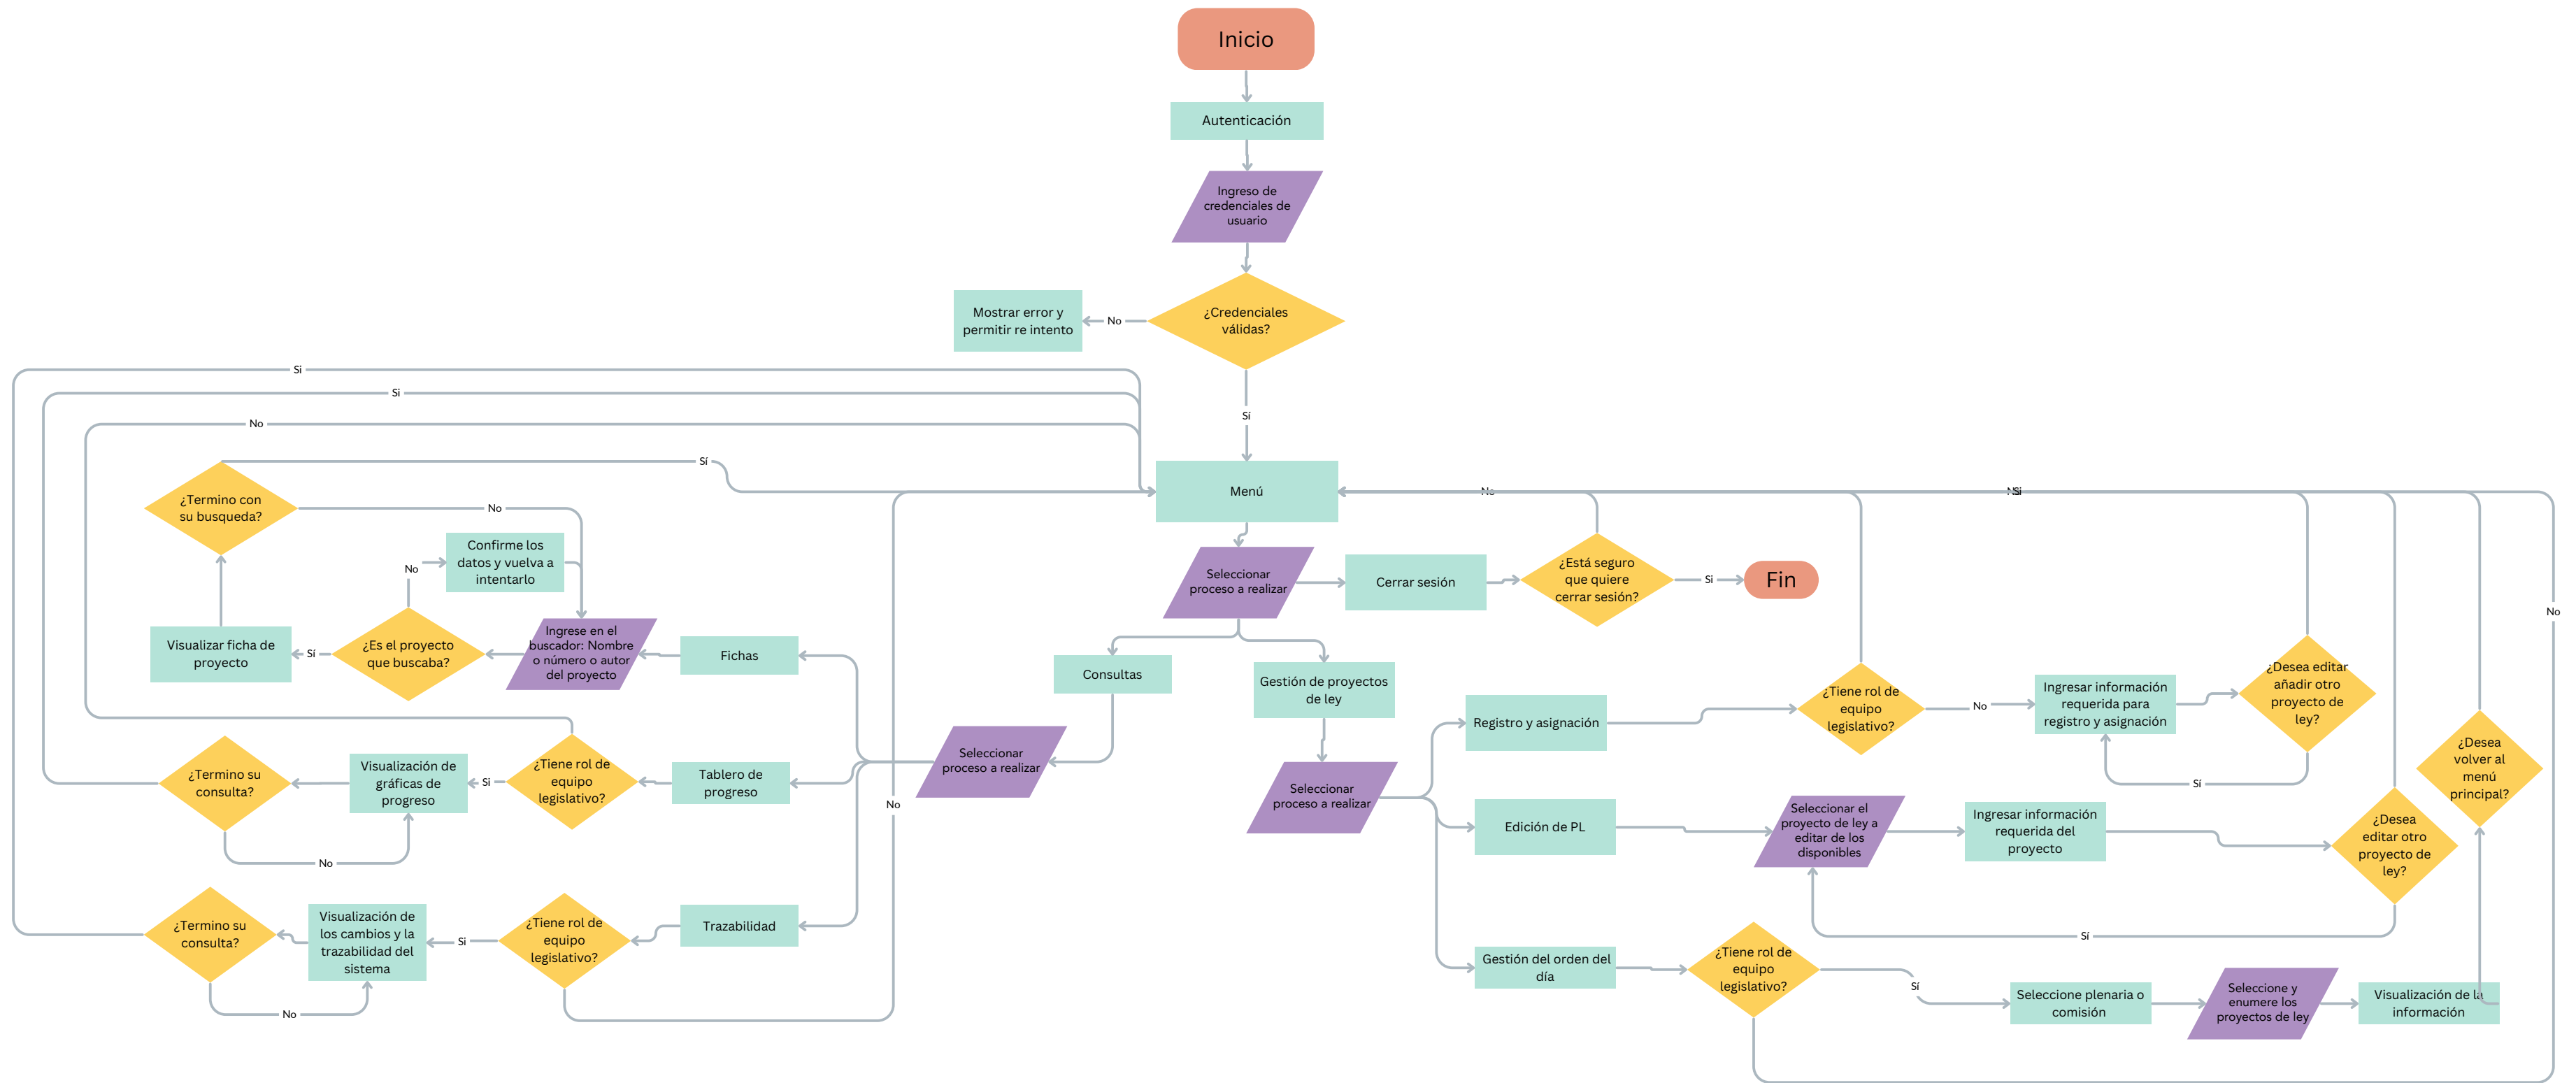 Inicio
Autenticación
Ingreso de
credenciales de
usuario
¿Credenciales
válidas?
No
Mostrar error y
permitir re intento
Sí
Si
Si
No
Sí
Menú
No
¿Termino con
su busqueda?
No
Confirme los
datos y vuelva a
intentarlo
No
Seleccionar
proceso a realizar
Cerrar sesión
¿Está seguro
que quiere
cerrar sesión?
Si
Fin
No
Visualizar ficha de
proyecto
Sí
¿Es el proyecto
que buscaba?
Ingrese en el
buscador: Nombre
o número o autor
del proyecto
Fichas
Consultas
Gestión de proyectos
de ley
Registro y asignación
¿Tiene rol de
equipo
legislativo?
No
Ingresar información
requerida para
registro y asignación
¿Desea editar
añadir otro
proyecto de
ley?
Sí
¿Desea
volver al
menú
principal?
¿Termino su
consulta?
Visualización de
gráficas de
progreso
Si
¿Tiene rol de
equipo
legislativo?
Tablero de
progreso
No
Seleccionar
proceso a realizar
No
Seleccionar
proceso a realizar
Edición de PL
Seleccionar el
proyecto de ley a
editar de los
disponibles
Ingresar información
requerida del
proyecto
¿Desea
editar otro
proyecto de
ley?
Sí
¿Termino su
consulta?
Visualización de
los cambios y la
trazabilidad del
sistema
Si
¿Tiene rol de
equipo
legislativo?
Trazabilidad
No
Gestión del orden del
día
¿Tiene rol de
equipo
legislativo?
Sí
Seleccione plenaria o
comisión
Seleccione y
enumere los
proyectos de ley
Visualización de la
información